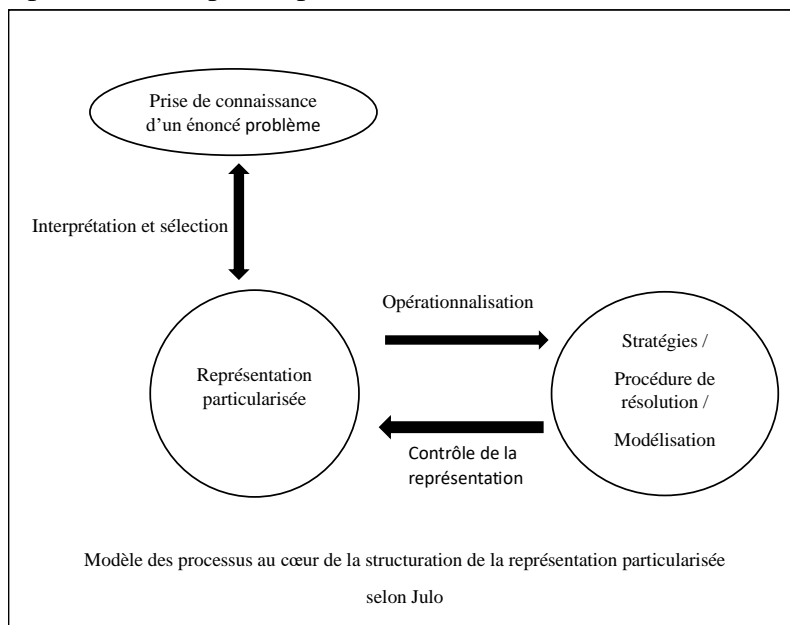 Prise de connaissance
d'un énoncé problème
Interprétation et sélection
Opérationnalisation
Représentation
particularisée
Stratégies /
Procédure de
résolution /
Modélisation
Contrôle de la
représentation
Modèle des processus au cœur de la structuration de la représentation particularisée
selon Julo